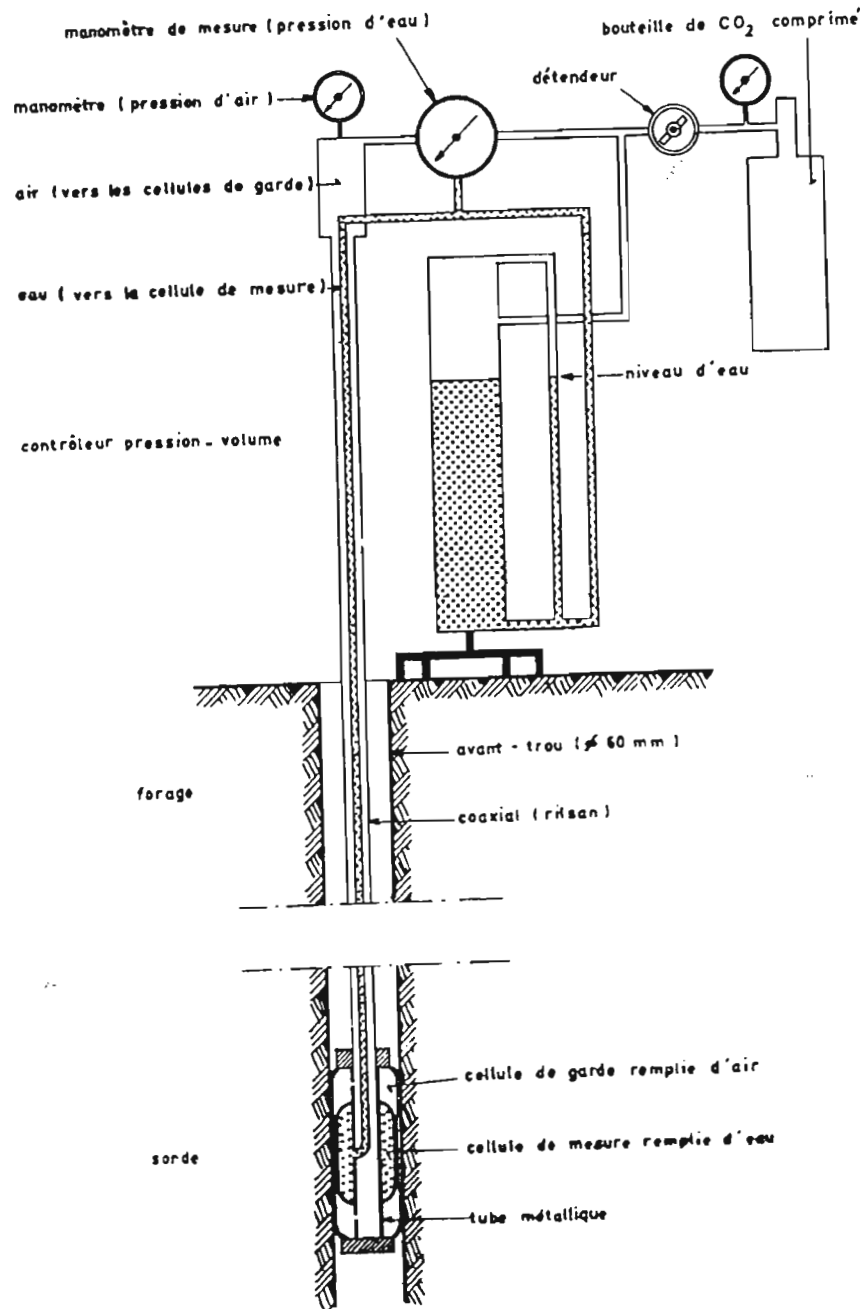 manomètre de mesure (pression d'eau)
bouteille de CO2 comprimé
détendeur
manomètre (pression d'air)
air (vers les cellules de garde)
eau (vers la cellule de mesure)
niveau d'eau
contrôleur pression-volume
avant-trou (ø 60 mm)
forage
coaxial (rilsan)
cellule de garde remplie d'air
cellule de mesure remplie d'eau
sorde
tube métallique